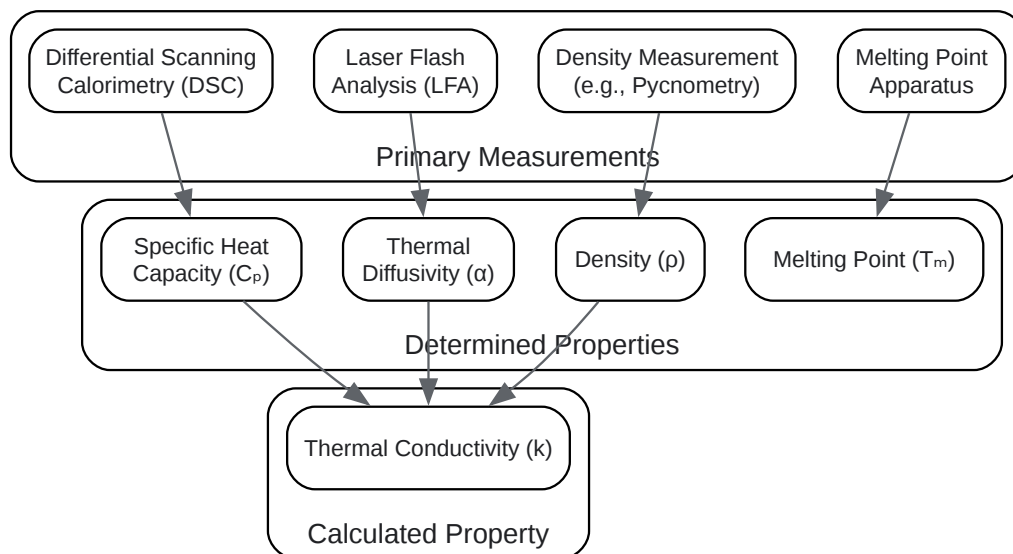 Differential Scanning
Calorimetry (DSC)
Laser Flash
Analysis (LFA)
Density Measurement
(e.g., Pycnometry)
Melting Point
Apparatus
Primary Measurements
Specific Heat
Capacity (Cₚ)
Thermal
Diffusivity (α)
Density (ρ)
Melting Point (Tₘ)
Determined Properties
Thermal Conductivity (k)
Calculated Property